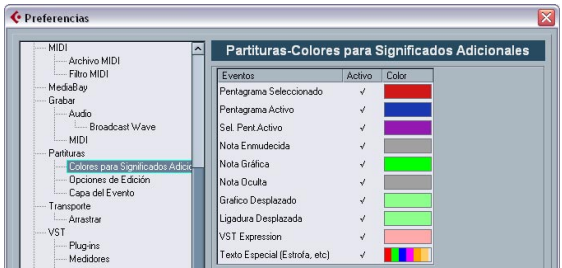 Preferencias
MIDI
Archivo MIDI
Filtro MIDI
MediaBay
Grabar
Audio
Broadcast Wave
MIDI
Partituras
Colores para Significados Adicic
Opciones de Edición
Capa del Evento
Transporte
Arrastrar
VST
Plug-ins
Medidores
Partituras-Colores para Significados Adicionales
Eventos Activo Color
Pentagrama Seleccionado √
Pentagrama Activo √
Sel. Pent.Activo √
Nota Enmudecida √
Nota Gráfica √
Nota Oculta √
Grafico Desplazado √
Ligadura Desplazada √
VST Expression √
Texto Especial (Estrofa, etc) √